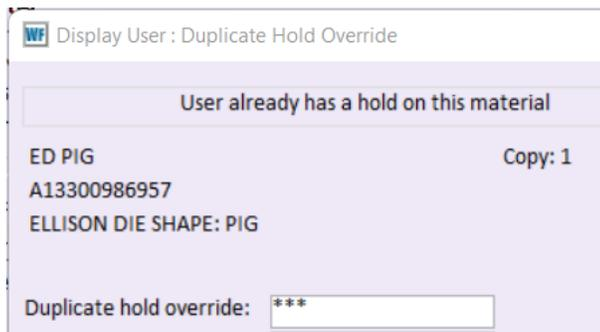 WF Display User : Duplicate Hold Override
User already has a hold on this material
ED PIG Copy: 1
A13300986957
ELLISON DIE SHAPE: PIG
Duplicate hold override: ***